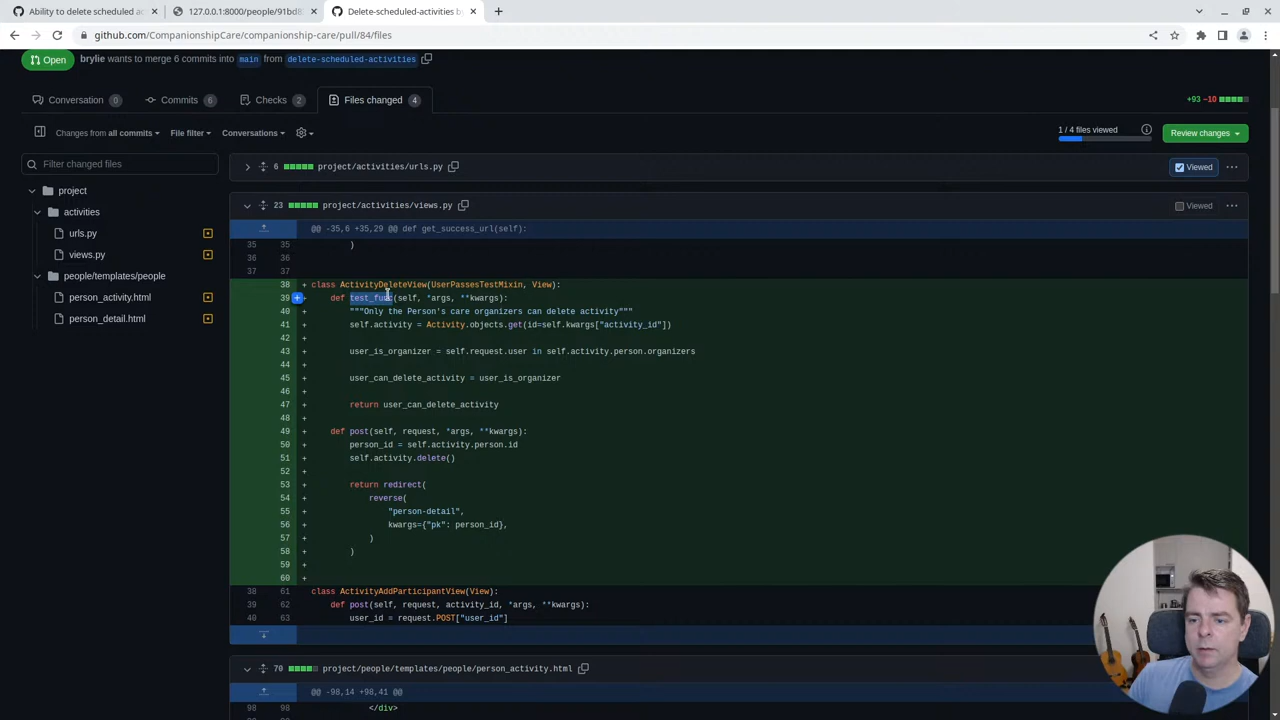 Ability to delete scheduled ac
127.0.0.1:8000/people/91bd8
Delete-scheduled-activities by
github.com/CompanionshipCare/companionship-care/pull/84/files
Open
brylie wants to merge 6 commits into main from delete-scheduled-activities
Conversation 0
Commits 6
Checks 2
Files changed 4
+93 −10
Changes from all commits
File filter
Conversations
1 / 4 files viewed
Review changes
Filter changed files
project
activities
urls.py
views.py
people/templates/people
person_activity.html
person_detail.html
6 project/activities/urls.py
Viewed
23 project/activities/views.py
Viewed
@@ -35,6 +35,29 @@ def get_success_url(self):
35 35 )
36 36
37 37
38 + class ActivityDeleteView(UserPassesTestMixin, View):
39 + def test_func(self, *args, **kwargs):
40 + """Only the Person's care organizers can delete activity"""
41 + self.activity = Activity.objects.get(id=self.kwargs["activity_id"])
42 +
43 + user_is_organizer = self.request.user in self.activity.person.organizers
44 +
45 + user_can_delete_activity = user_is_organizer
46 +
47 + return user_can_delete_activity
48 +
49 + def post(self, request, *args, **kwargs):
50 + person_id = self.activity.person.id
51 + self.activity.delete()
52 +
53 + return redirect(
54 + reverse(
55 + "person-detail",
56 + kwargs={"pk": person_id},
57 + )
58 + )
59 +
60 +
38 61 class ActivityAddParticipantView(View):
39 62 def post(self, request, activity_id, *args, **kwargs):
40 63 user_id = request.POST["user_id"]
70 project/people/templates/people/person_activity.html
@@ -98,14 +98,41 @@
98 98 </div>